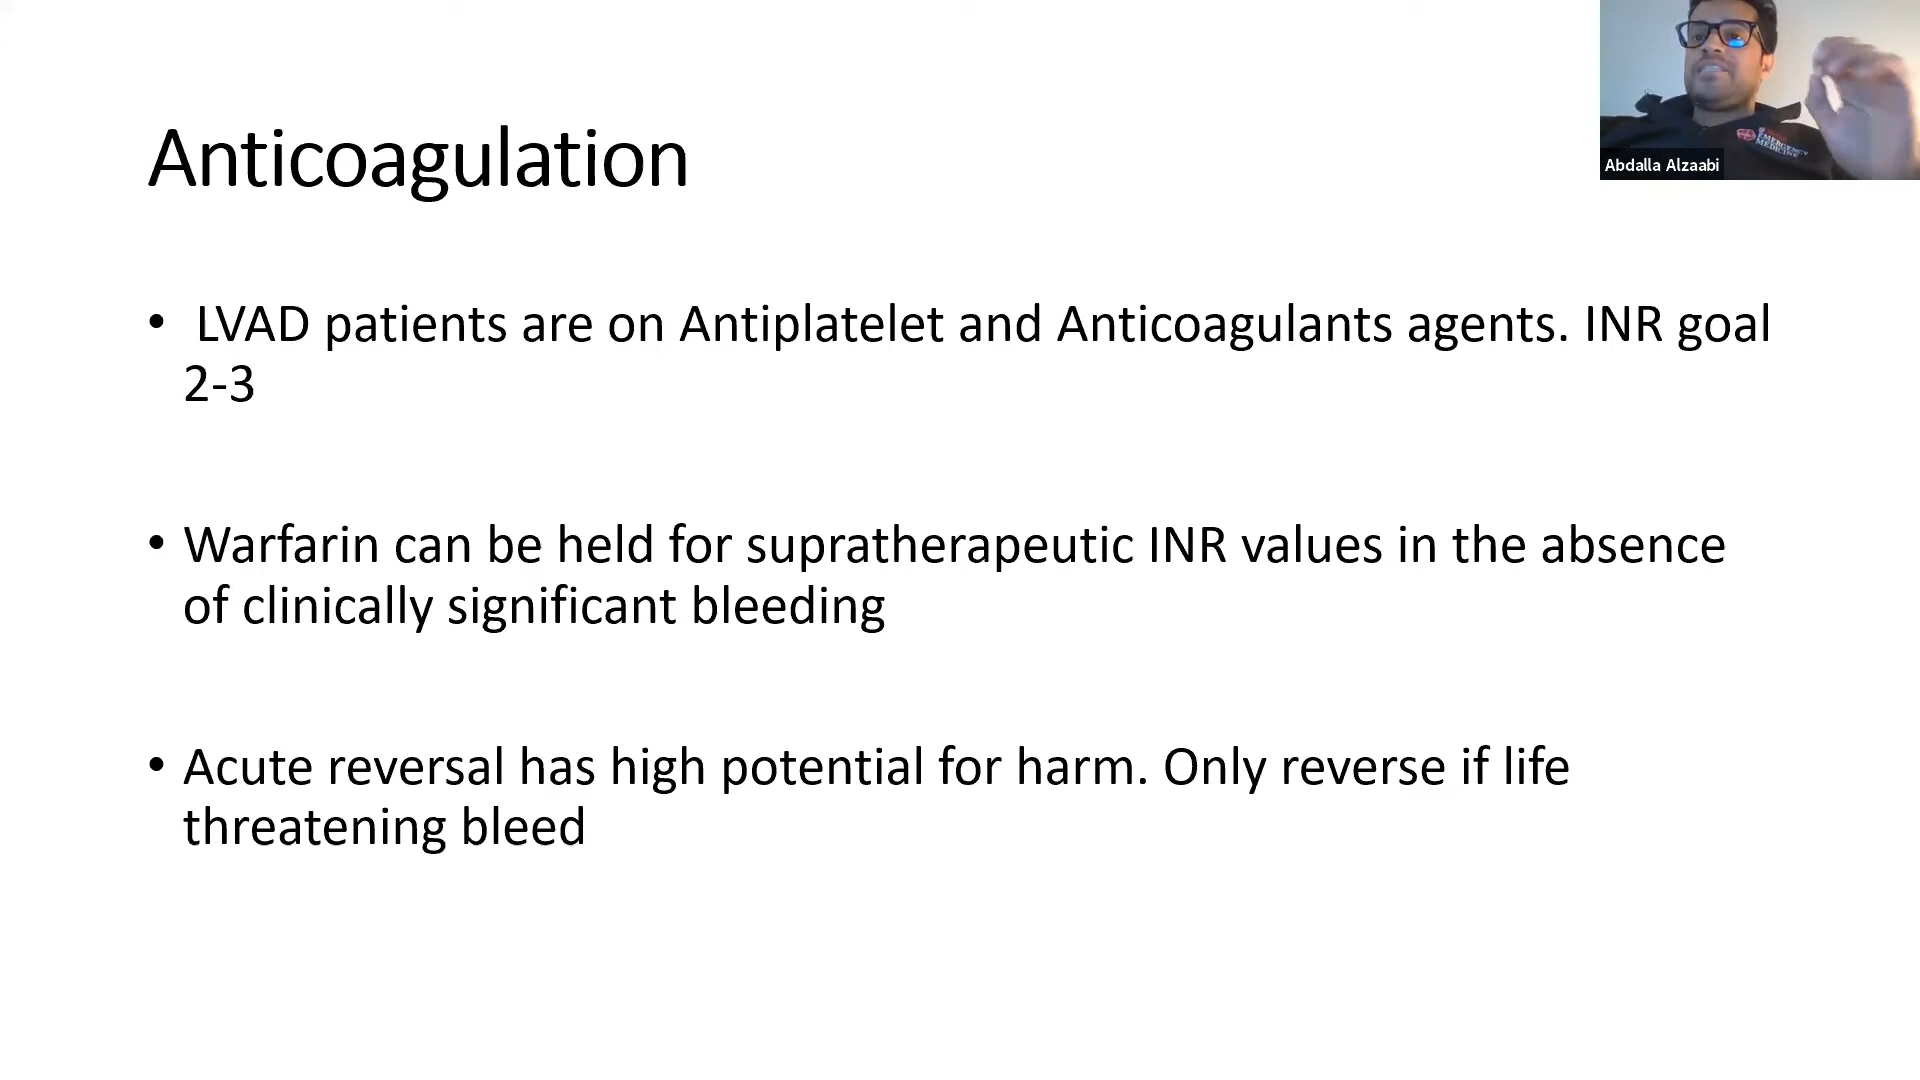 Anticoagulation
Abdalla Alzaabi
EMERGENCY
MEDICINE
• LVAD patients are on Antiplatelet and Anticoagulants agents. INR goal
2-3
• Warfarin can be held for supratherapeutic INR values in the absence
of clinically significant bleeding
• Acute reversal has high potential for harm. Only reverse if life
threatening bleed